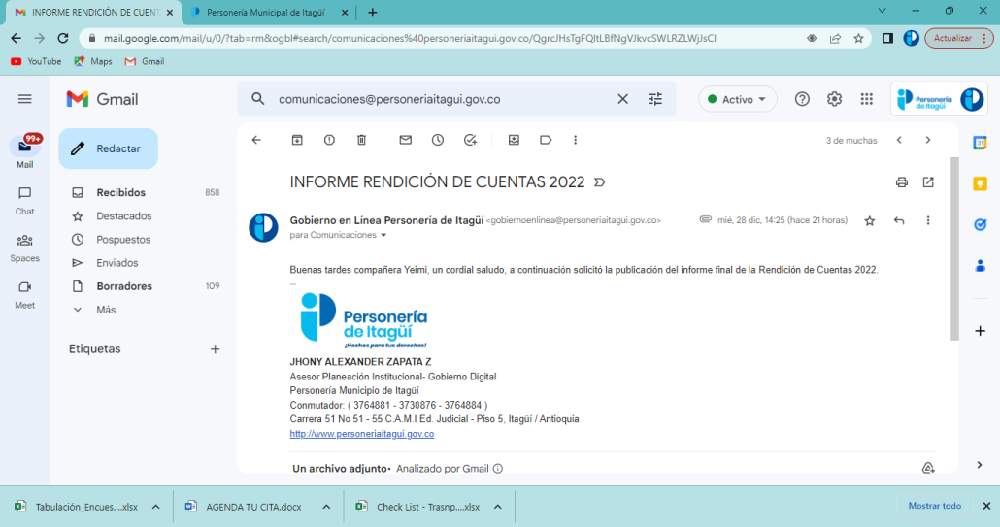 INFORME RENDICIÓN DE CUENT
Personería Municipal de Itagüí
mail.google.com/mail/u/0/?tab=rm&ogbl#search/comunicaciones%40personeriaitagui.gov.co/QgrcJHsTgFQltLBfNgVJkvcSWLRZLWjJsCl
Actualizar
YouTube
Maps
Gmail
Gmail
comunicaciones@personeriaitagui.gov.co
Activo
Personería
de Itagüí
99+
Mail
Chat
Spaces
Meet
Redactar
Recibidos 858
Destacados
Pospuestos
Enviados
Borradores 109
Más
Etiquetas
3 de muchas
INFORME RENDICIÓN DE CUENTAS 2022
Gobierno en Línea Personería de Itagüí <gobiernoenlinea@personeriaitagui.gov.co>
mié, 28 dic, 14:25 (hace 21 horas)
para Comunicaciones
Buenas tardes compañera Yeimi, un cordial saludo, a continuación solicitó la publicación del informe final de la Rendición de Cuentas 2022.
--
Personería
de Itagüí
¡Hechos para tus derechos!
JHONY ALEXANDER ZAPATA Z
Asesor Planeación Institucional- Gobierno Digital
Personería Municipio de Itagüí
Conmutador: ( 3764881 - 3730876 - 3764884 )
Carrera 51 No 51 - 55 C.A.M.I Ed. Judicial - Piso 5, Itagüí / Antioquia
http://www.personeriaitagui.gov.co
Un archivo adjunto • Analizado por Gmail
31
Tabulación_Encues....xlsx
AGENDA TU CITA.docx
Check List - Trasnp....xlsx
Mostrar todo